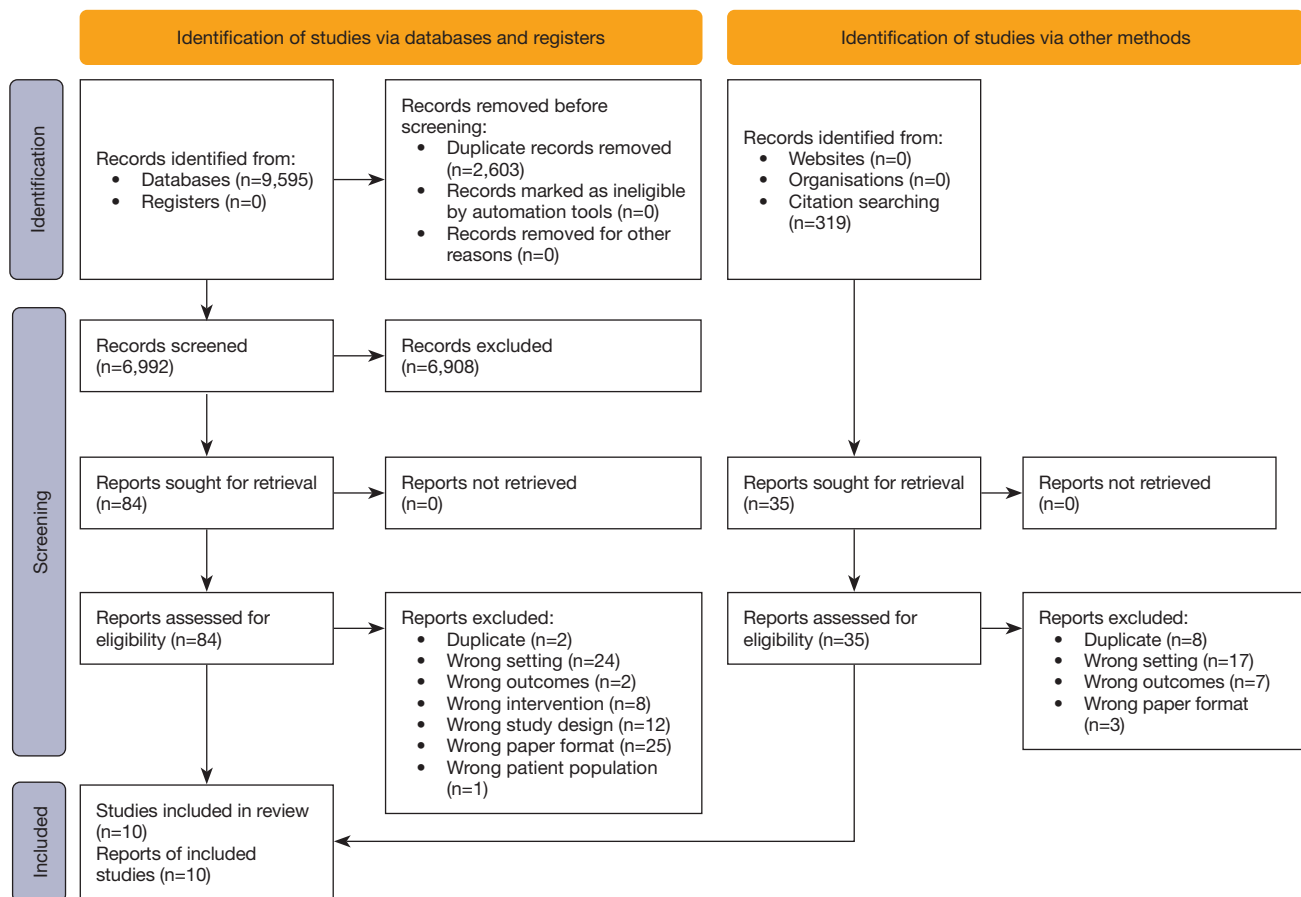 Identification of studies via databases and registers
Identification of studies via other methods
Identification
Records identified from:
• Databases (n=9,595)
• Registers (n=0)
Records removed before
screening:
• Duplicate records removed
(n=2,603)
• Records marked as ineligible
by automation tools (n=0)
• Records removed for other
reasons (n=0)
Records identified from:
• Websites (n=0)
• Organisations (n=0)
• Citation searching
(n=319)
Screening
Records screened
(n=6,992)
Records excluded
(n=6,908)
Reports sought for retrieval
(n=84)
Reports not retrieved
(n=0)
Reports sought for retrieval
(n=35)
Reports not retrieved
(n=0)
Reports assessed for
eligibility (n=84)
Reports excluded:
• Duplicate (n=2)
• Wrong setting (n=24)
• Wrong outcomes (n=2)
• Wrong intervention (n=8)
• Wrong study design (n=12)
• Wrong paper format (n=25)
• Wrong patient population
(n=1)
Reports assessed for
eligibility (n=35)
Reports excluded:
• Duplicate (n=8)
• Wrong setting (n=17)
• Wrong outcomes (n=7)
• Wrong paper format
(n=3)
Included
Studies included in review
(n=10)
Reports of included
studies (n=10)